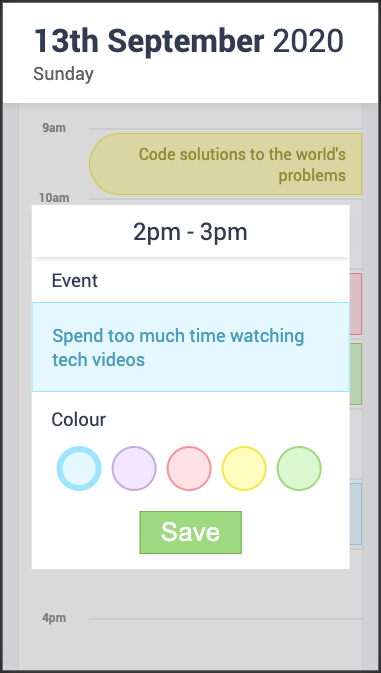 13th September 2020
Sunday
9am
Code solutions to the world's
problems
10am
2pm - 3pm
Event
Spend too much time watching
tech videos
Colour
Save
4pm